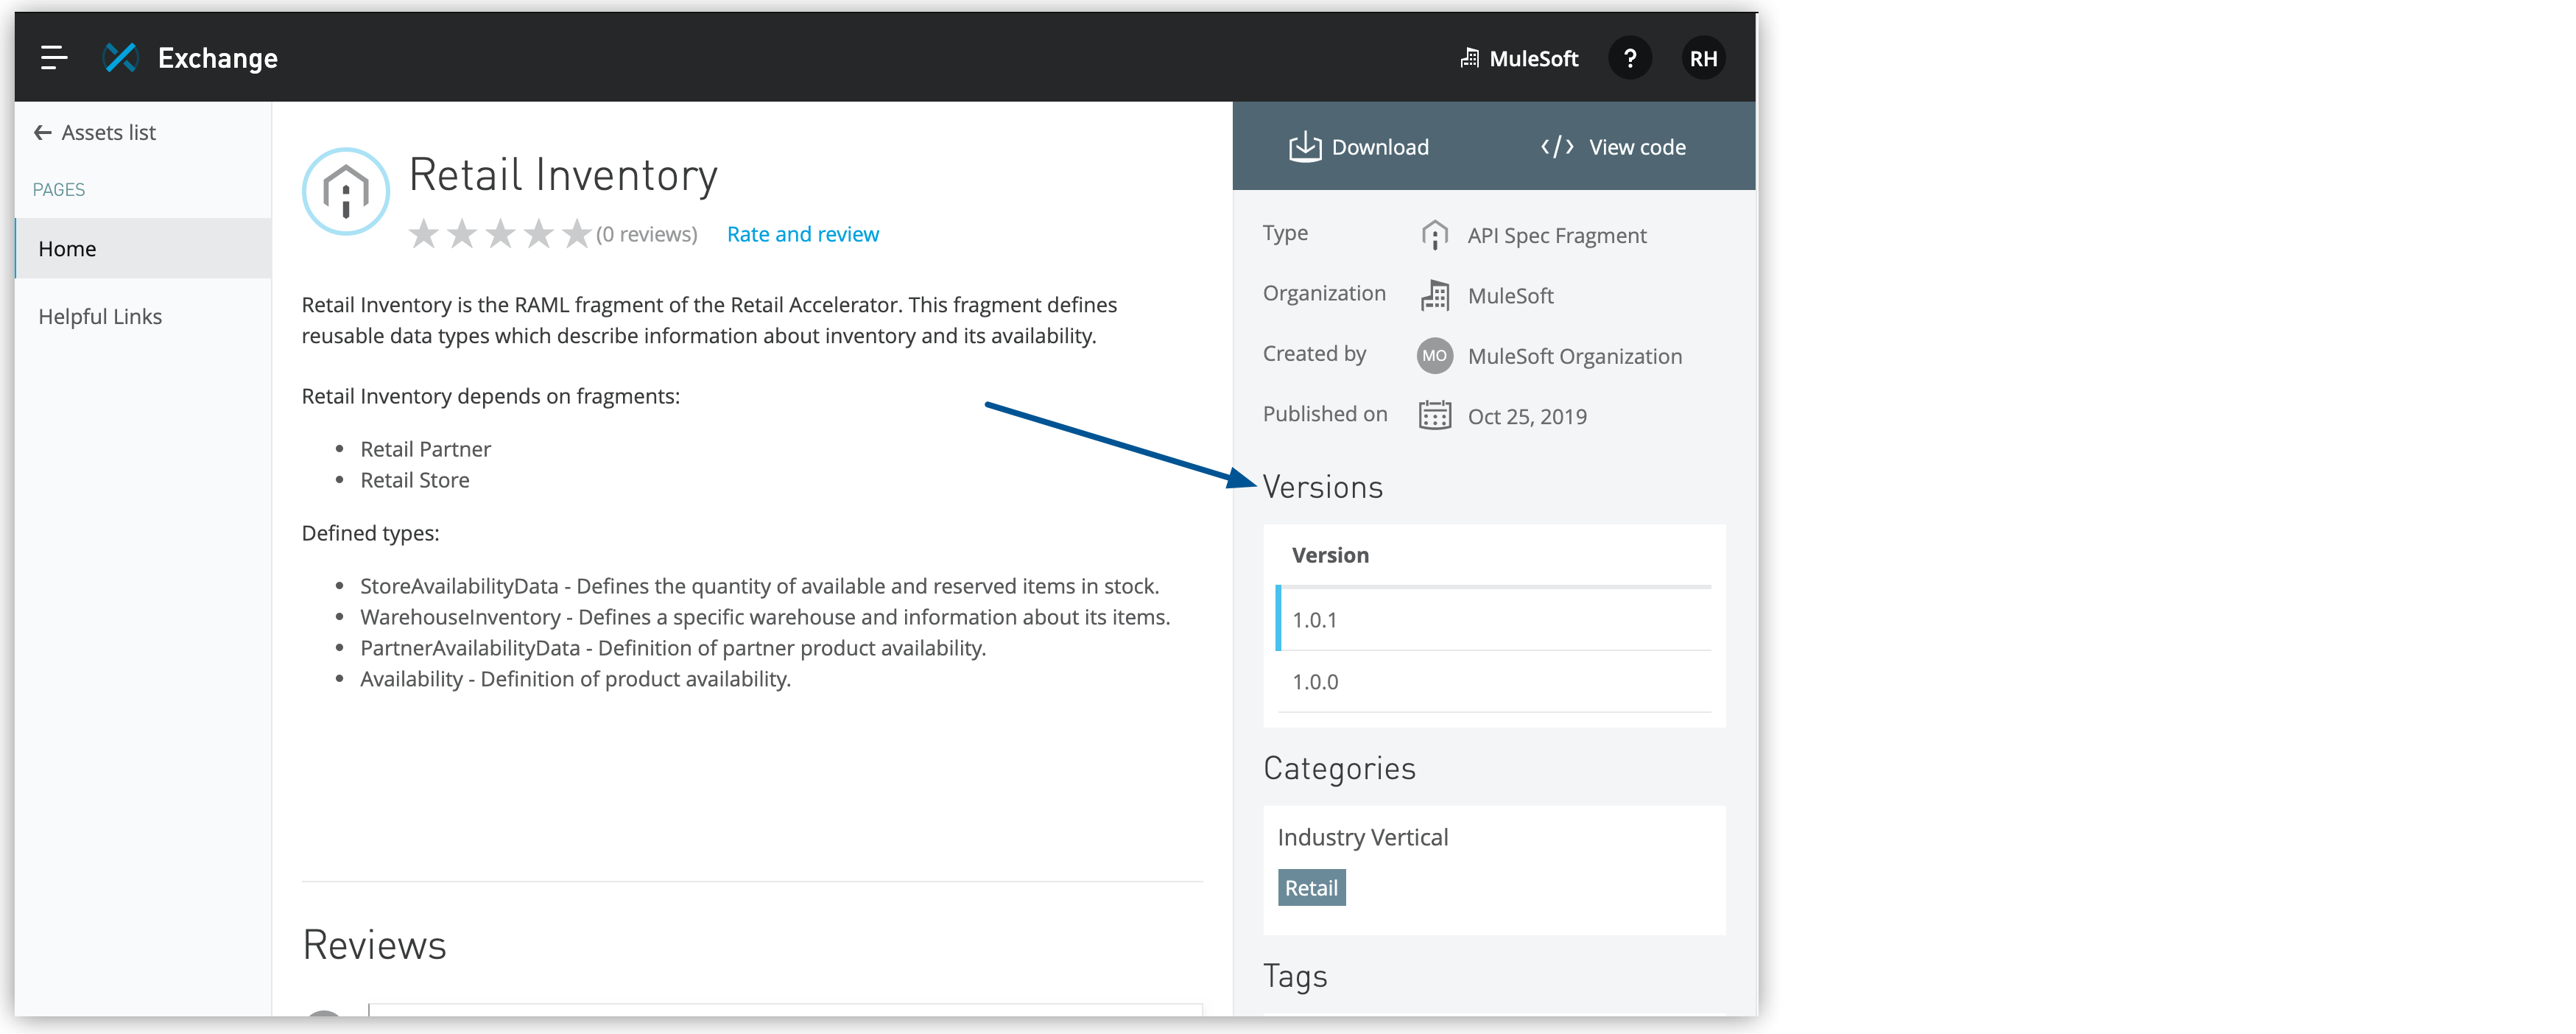 Exchange
MuleSoft
?
RH
Assets list
PAGES
Home
Helpful Links
Retail Inventory
(0 reviews) Rate and review
Retail Inventory is the RAML fragment of the Retail Accelerator. This fragment defines
reusable data types which describe information about inventory and its availability.
Retail Inventory depends on fragments:
• Retail Partner
• Retail Store
Defined types:
• StoreAvailabilityData - Defines the quantity of available and reserved items in stock.
• WarehouseInventory - Defines a specific warehouse and information about its items.
• PartnerAvailabilityData - Definition of partner product availability.
• Availability - Definition of product availability.
Reviews
Download
</> View code
Type API Spec Fragment
Organization MuleSoft
Created by MO MuleSoft Organization
Published on Oct 25, 2019
Versions
Version
1.0.1
1.0.0
Categories
Industry Vertical
Retail
Tags